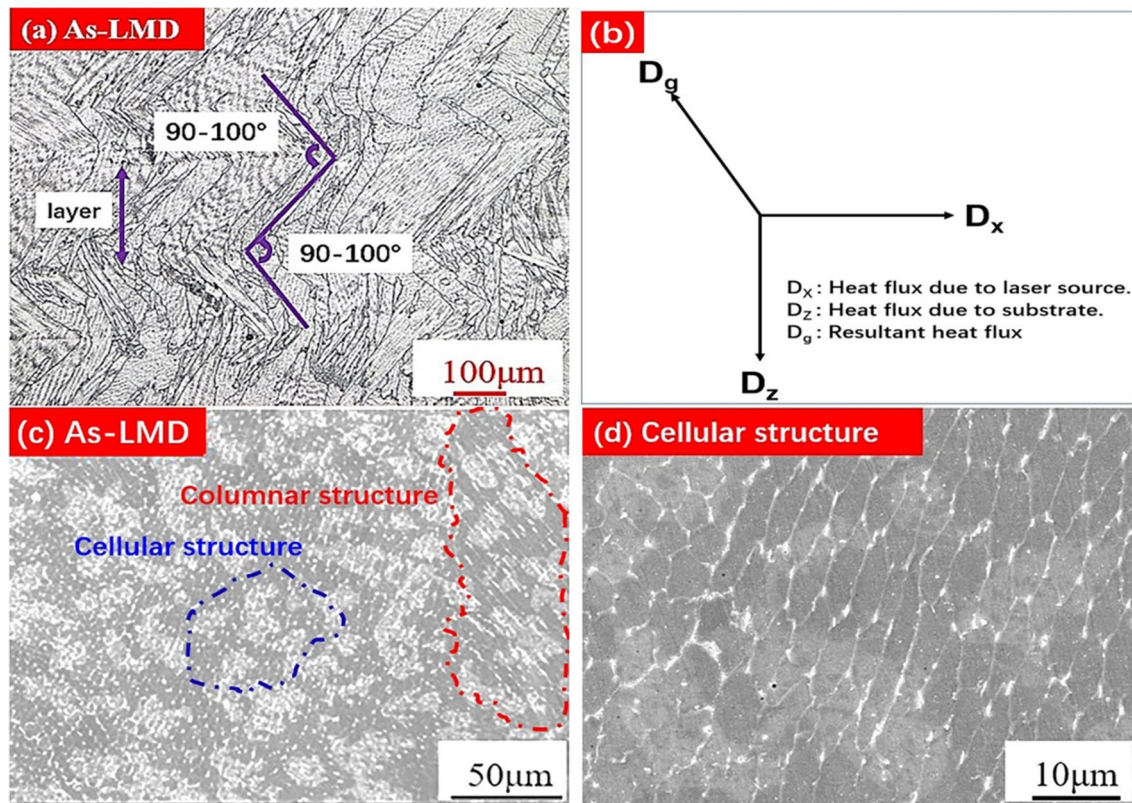 (a) As-LMD
90-100°
layer
90-100°
100μm
(b)
Dg
Dx
Dz
DX : Heat flux due to laser source.
DZ : Heat flux due to substrate.
Dg : Resultant heat flux
(c) As-LMD
Columnar structure
Cellular structure
50μm
(d) Cellular structure
10μm